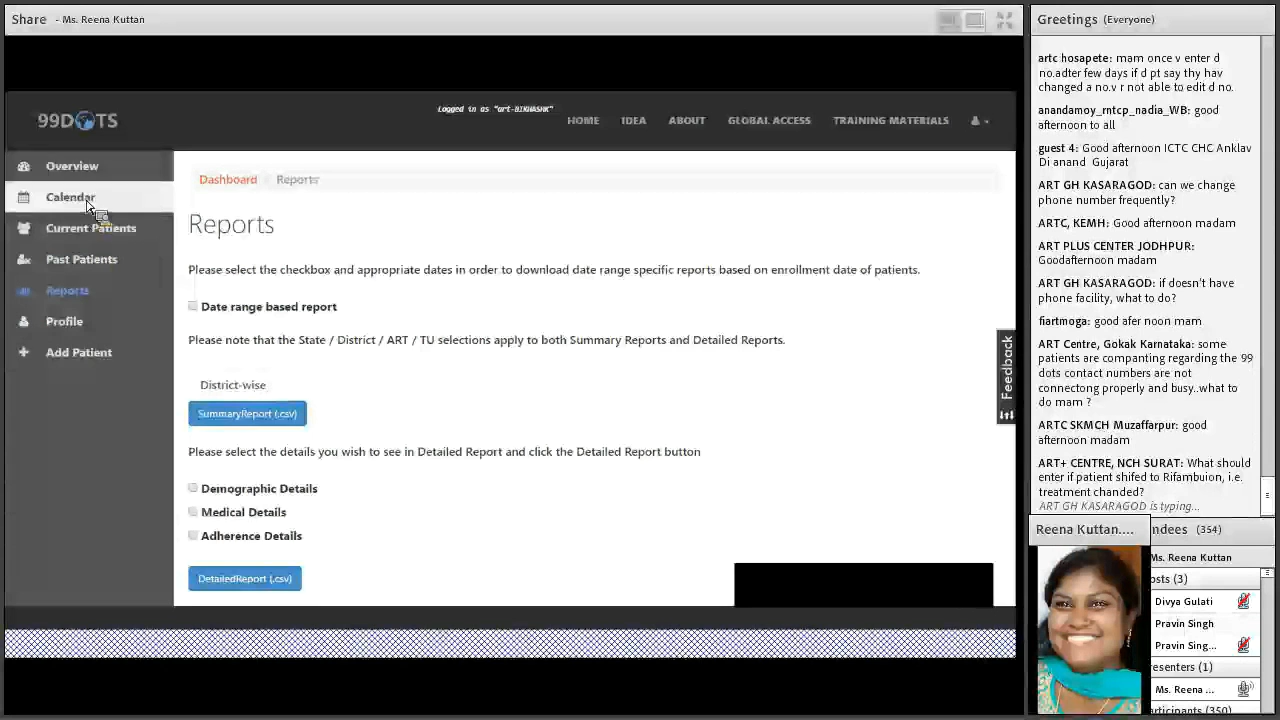 Share - Ms. Reena Kuttan
Logged in as "art-BIKHASHK"
99DOTS
HOME IDEA ABOUT GLOBAL ACCESS TRAINING MATERIALS
Overview
Calendar
Current Patients
Past Patients
Reports
Profile
Add Patient
Dashboard / Reports
Reports
Please select the checkbox and appropriate dates in order to download date range specific reports based on enrollment date of patients.
Date range based report
Please note that the State / District / ART / TU selections apply to both Summary Reports and Detailed Reports.
District-wise
SummaryReport (.csv)
Please select the details you wish to see in Detailed Report and click the Detailed Report button
Demographic Details
Medical Details
Adherence Details
DetailedReport (.csv)
Feedback
Greetings (Everyone)
artc hosapete: mam once v enter d
no.adter few days if d pt say thy hav
changed a no.v r not able to edit d no.
anandamoy_rntcp_nadia_WB: good
afternoon to all
guest 4: Good afternoon ICTC CHC Anklav
Di anand Gujarat
ART GH KASARAGOD: can we change
phone number frequently?
ARTC, KEMH: Good afternoon madam
ART PLUS CENTER JODHPUR:
Goodafternoon madam
ART GH KASARAGOD: if doesn't have
phone facility, what to do?
fiartmoga: good afer noon mam
ART Centre, Gokak Karnataka: some
patients are companting regarding the 99
dots contact numbers are not
connectong properly and busy..what to
do mam ?
ARTC SKMCH Muzaffarpur: good
afternoon madam
ART+ CENTRE, NCH SURAT: What should
enter if patient shifed to Rifambuion, i.e.
treatment chanded?
ART GH KASARAGOD is typing...
Reena Kuttan....
ndees (354)
Ms. Reena Kuttan
osts (3)
Divya Gulati
Pravin Singh
Pravin Sing...
resenters (1)
Ms. Reena ...
articipants (350)